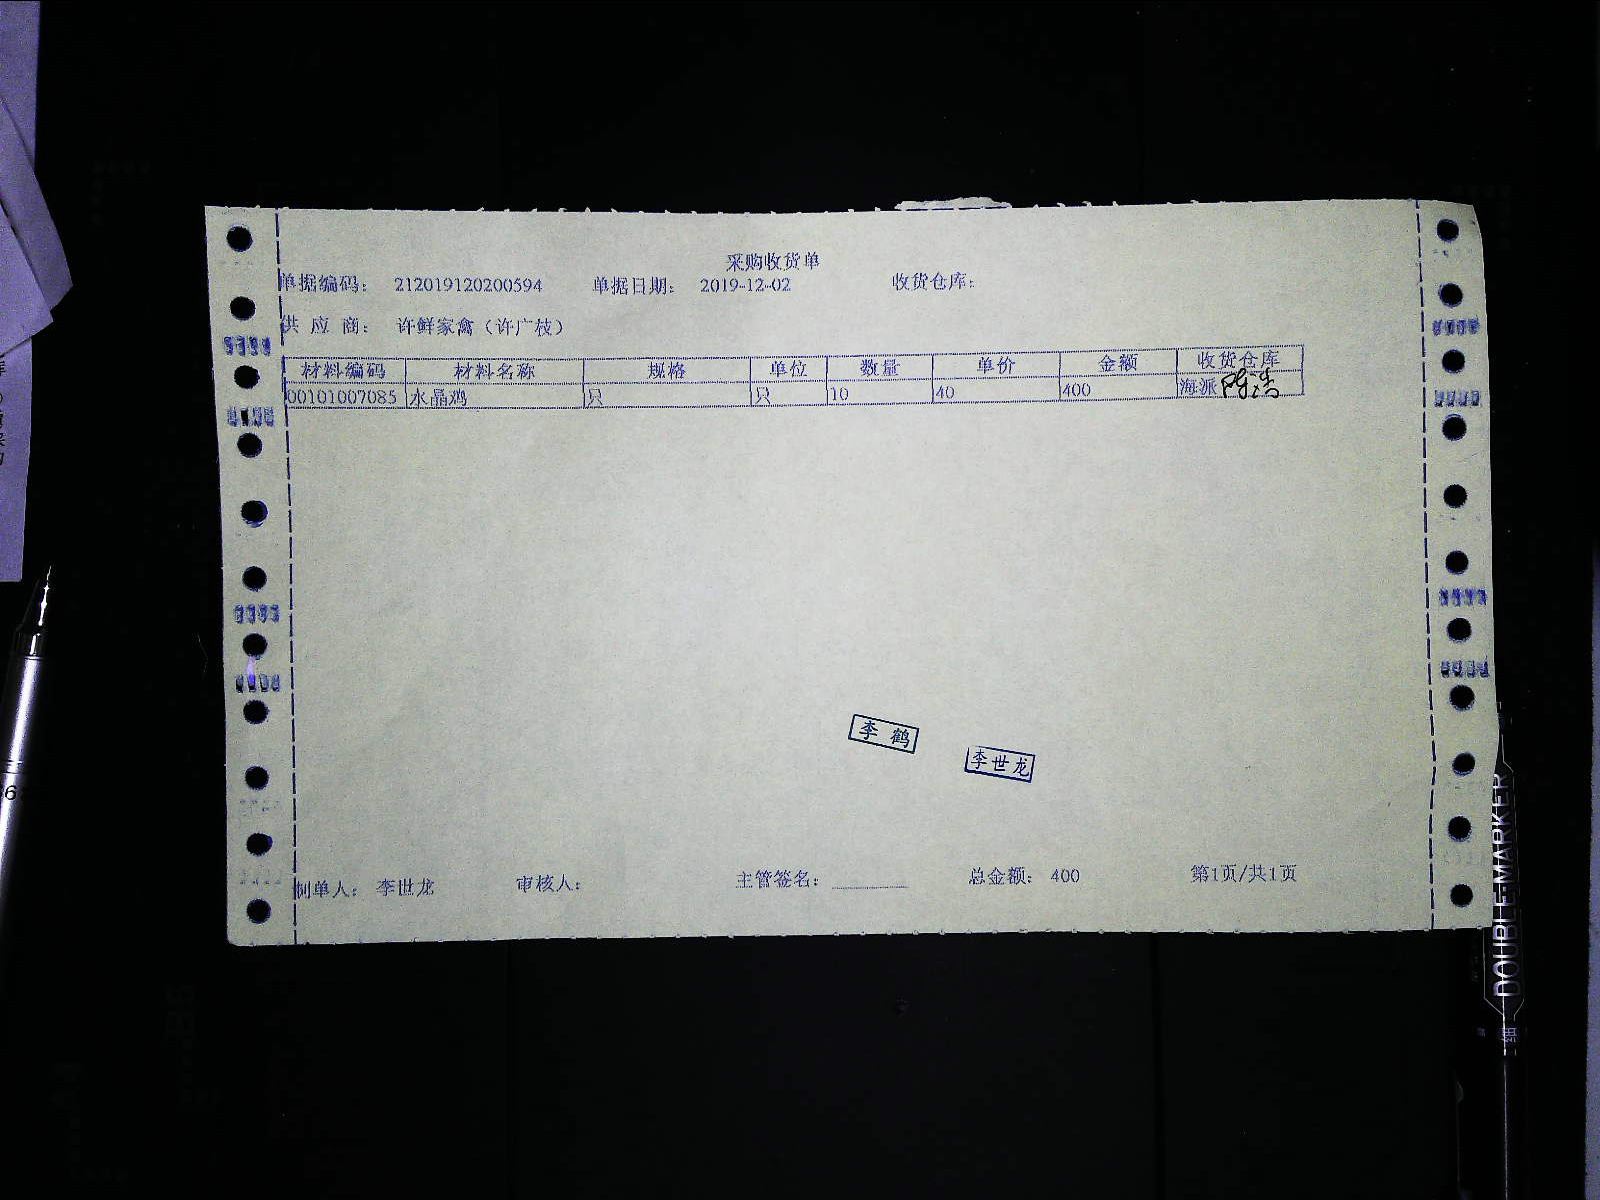 采购收货单
单据编码： 212019120200594 单据日期： 2019-12-02 收货仓库：
供 应 商： 许鲜家禽（许广枝）
材料编码 材料名称 规格 单位 数量 单价 金额 收货仓库
00101007085 水晶鸡 只 只 10 40 400 海派
李 鹤
李世龙
制单人： 李世龙 审核人： 主管签名： 总金额： 400 第1页/共1页
DOUBLE MARKER